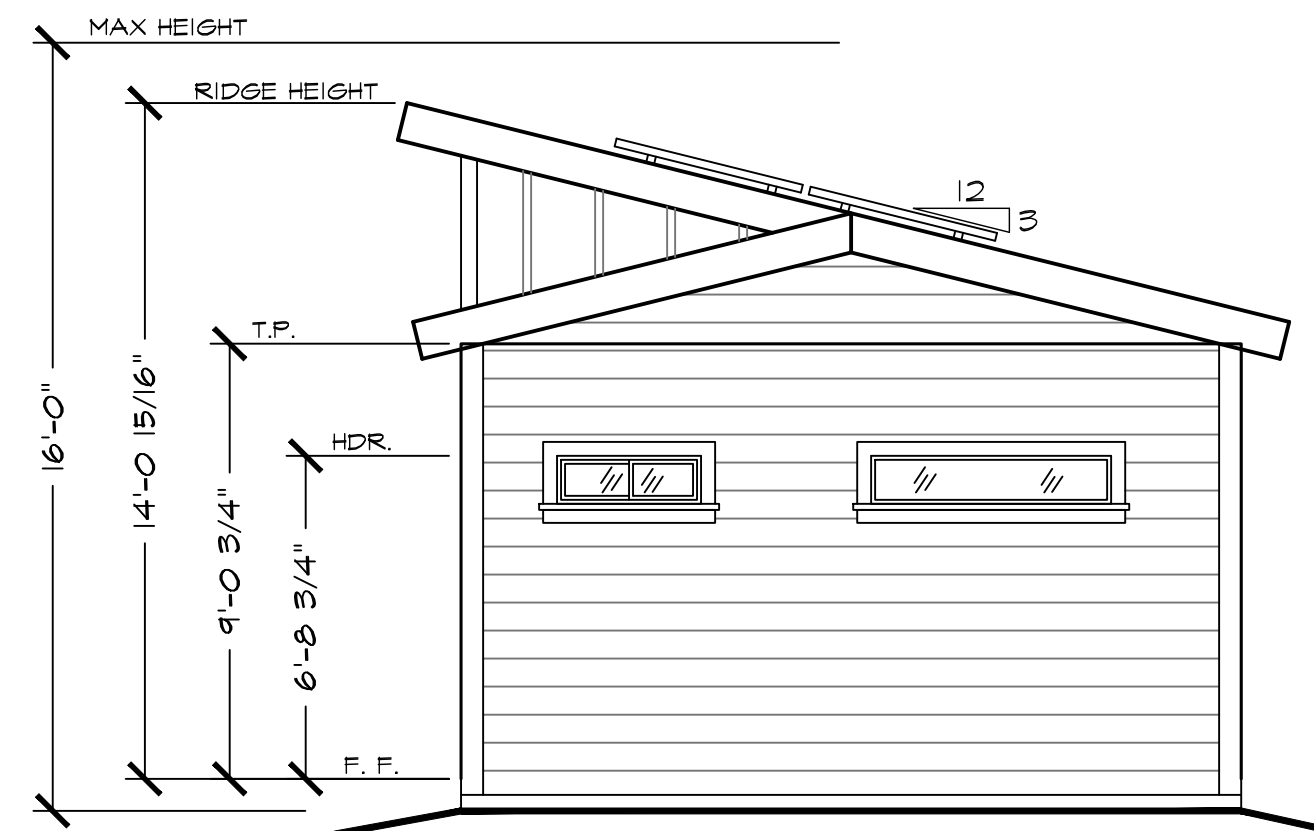 MAX HEIGHT
RIDGE HEIGHT
12
3
T.P.
HDR.
F. F.
16'-0"
14'-0 15/16"
9'-0 3/4"
6'-8 3/4"